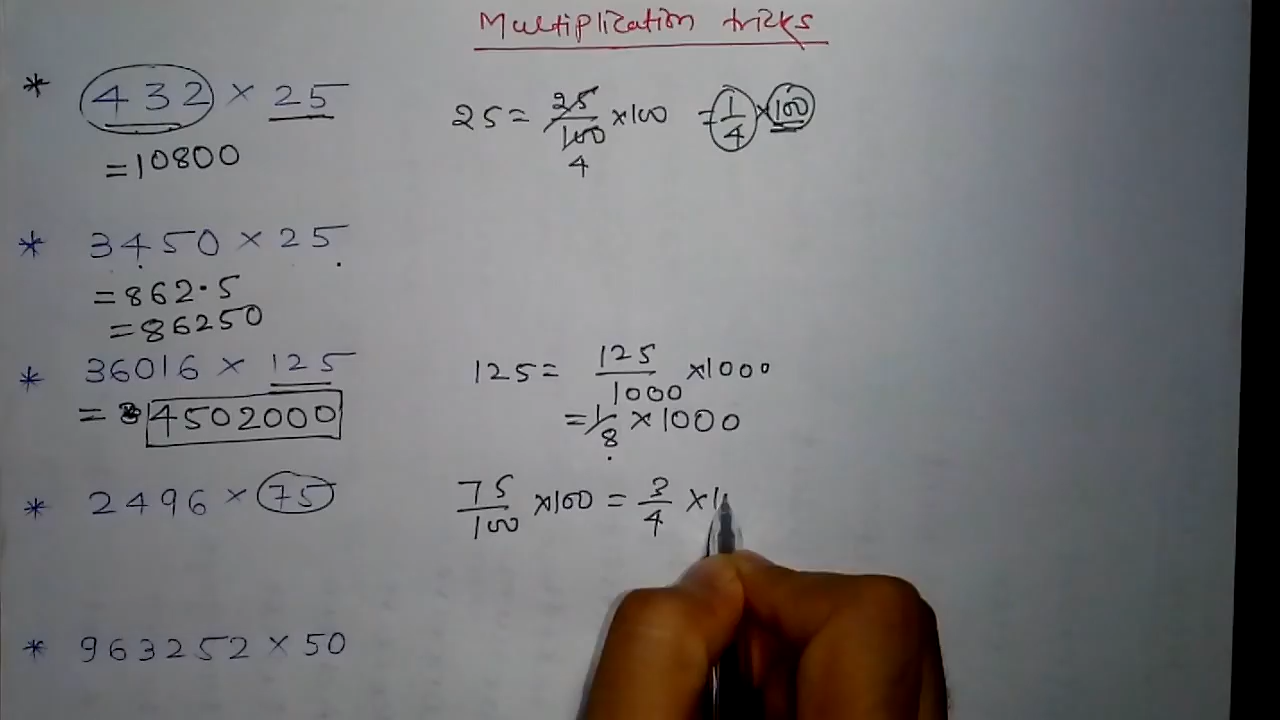 Multiplication tricks
* 432 × 25
25 = 25/100 × 100 = 1/4 × 100
4
= 10800
* 3450 × 25
= 862.5
= 86250
* 36016 × 125
125 = 125/1000 × 1000
= 4502000
= 1/8 × 1000
* 2496 × 75
75/100 × 100 = 3/4 × 1
* 963252 × 50